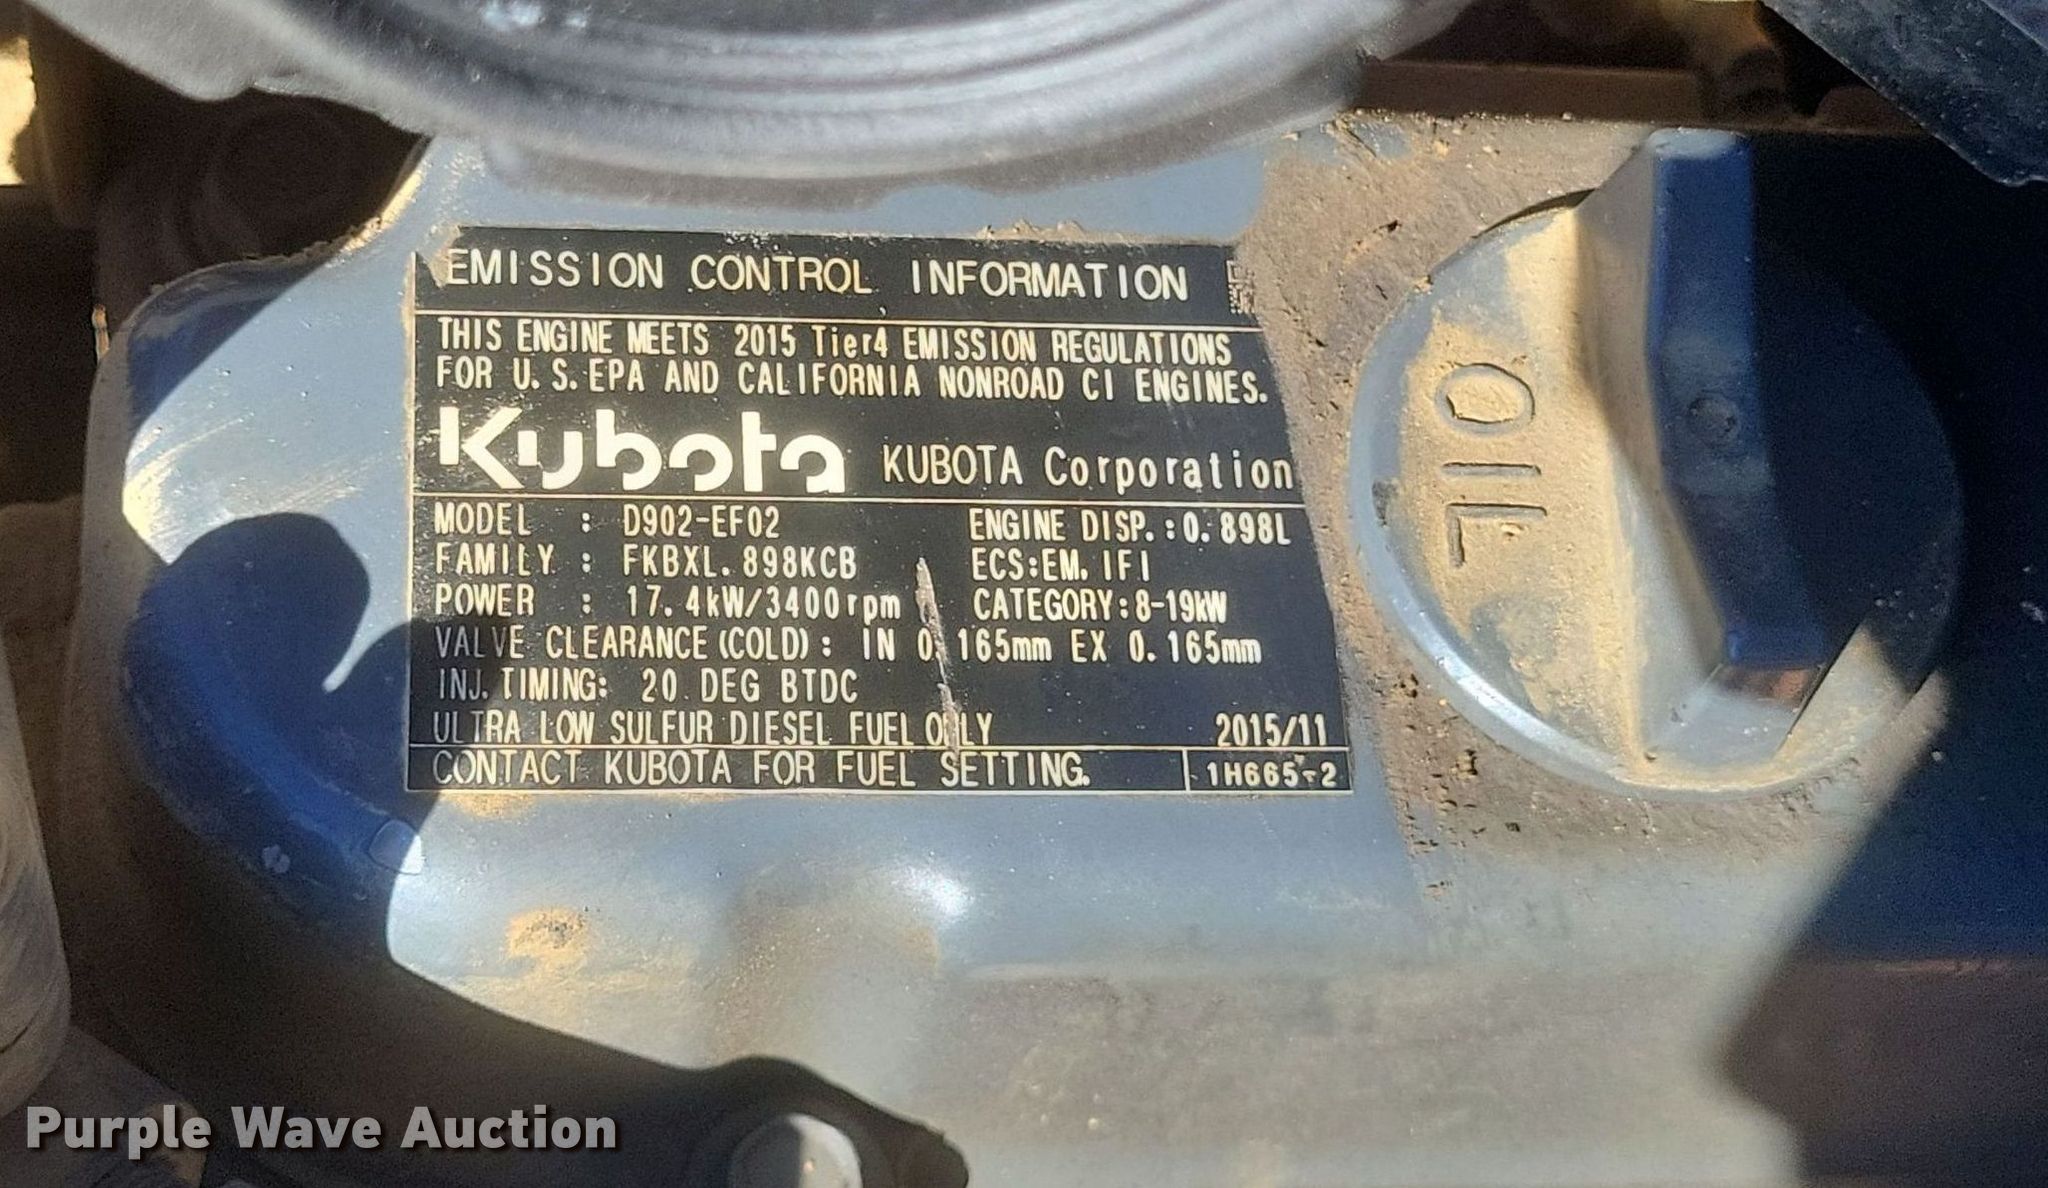 EMISSION CONTROL INFORMATION
THIS ENGINE MEETS 2015 Tier4 EMISSION REGULATIONS
FOR U.S.EPA AND CALIFORNIA NONROAD CI ENGINES.
Kubota KUBOTA Corporation
MODEL : D902-EF02 ENGINE DISP.:0.898L
FAMILY : FKBXL.898KCB ECS:EM,IFI
POWER : 17.4kW/3400rpm CATEGORY:8-19kW
VALVE CLEARANCE(COLD): IN 0.165mm EX 0.165mm
INJ.TIMING: 20 DEG BTDC
ULTRA LOW SULFUR DIESEL FUEL ONLY 2015/11
CONTACT KUBOTA FOR FUEL SETTING. 1H665-2
OIL
Purple Wave Auction